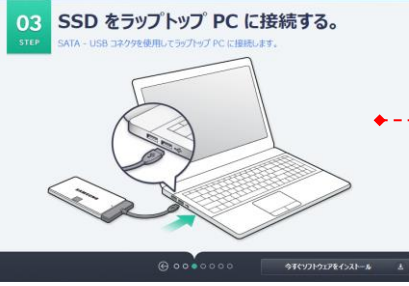 03
STEP
SSD をラップトップ PC に接続する。
SATA - USB コネクタを使用してラップトップ PC に接続します。
SAMSUNG
今すぐソフトウェアをインストール